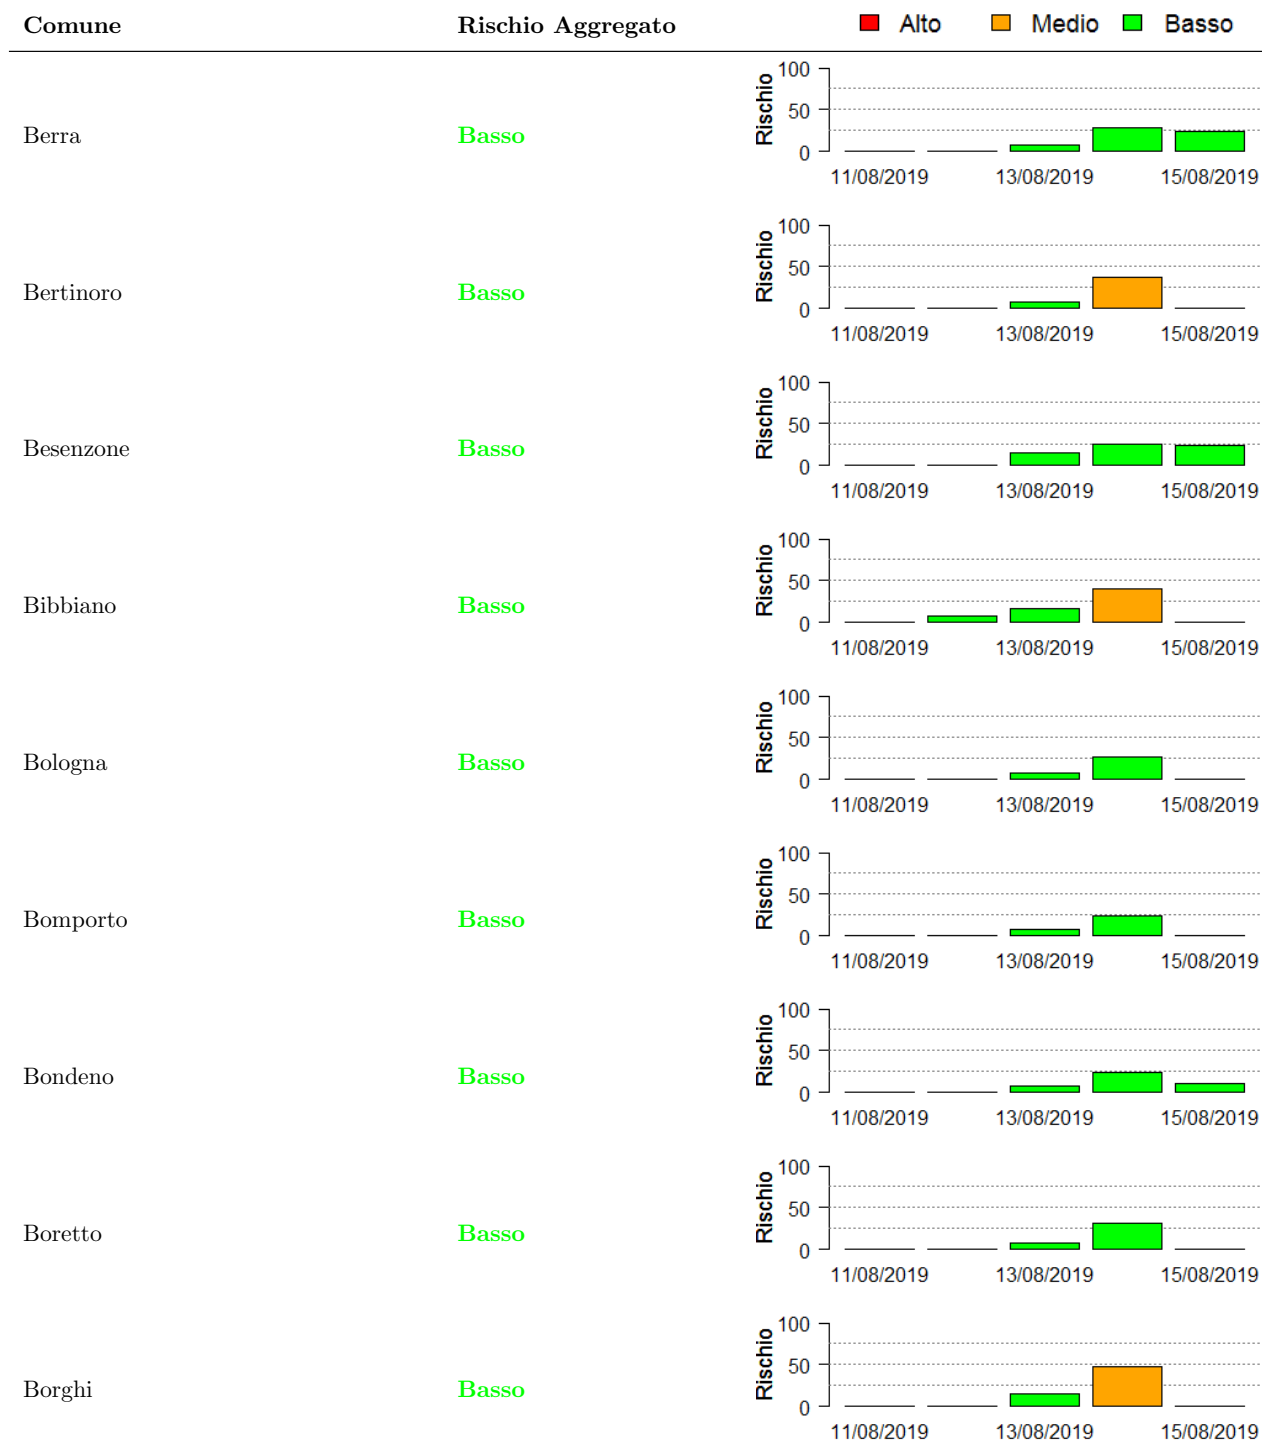 Comune Rischio Aggregato Alto Medio Basso
Berra Basso Rischio 100 50 0
11/08/2019 13/08/2019 15/08/2019
Bertinoro Basso Rischio 100 50 0
11/08/2019 13/08/2019 15/08/2019
Besenzone Basso Rischio 100 50 0
11/08/2019 13/08/2019 15/08/2019
Bibbiano Basso Rischio 100 50 0
11/08/2019 13/08/2019 15/08/2019
Bologna Basso Rischio 100 50 0
11/08/2019 13/08/2019 15/08/2019
Bomporto Basso Rischio 100 50 0
11/08/2019 13/08/2019 15/08/2019
Bondeno Basso Rischio 100 50 0
11/08/2019 13/08/2019 15/08/2019
Boretto Basso Rischio 100 50 0
11/08/2019 13/08/2019 15/08/2019
Borghi Basso Rischio 100 50 0
11/08/2019 13/08/2019 15/08/2019